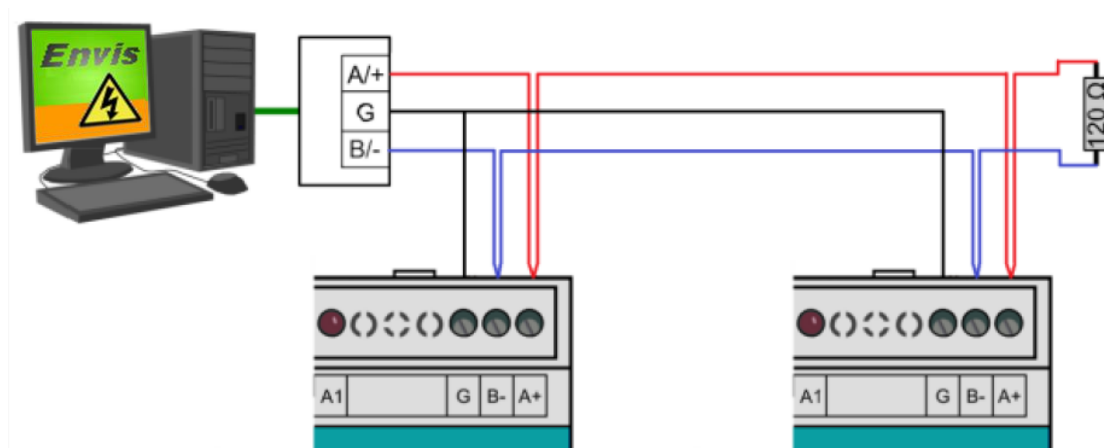 Envis
A/+
G
B/-
120 Ω
A1 G B- A+
A1 G B- A+